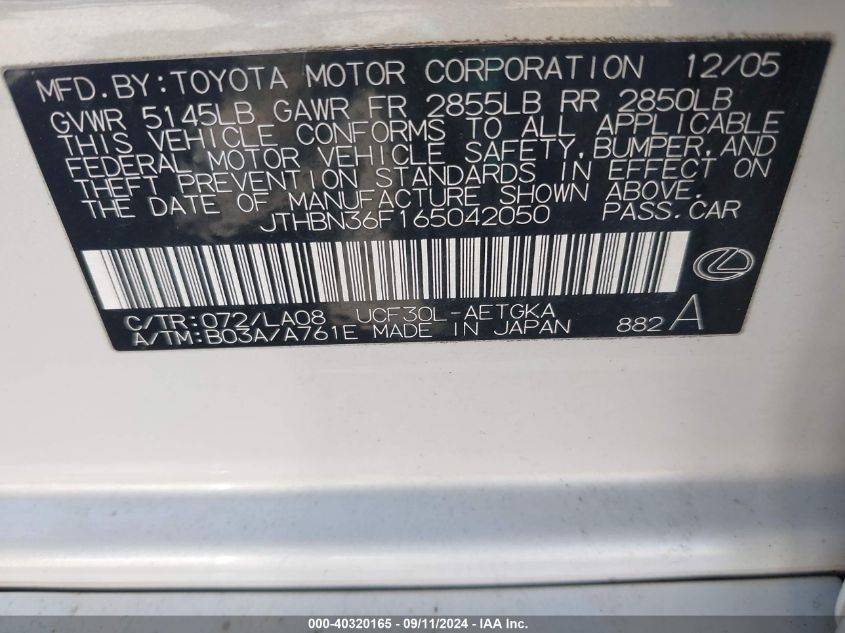 MFD.BY:TOYOTA MOTOR CORPORATION 12/05
GVWR 5145LB GAWR FR 2855LB RR 2850LB
THIS VEHICLE CONFORMS TO ALL APPLICABLE
FEDERAL MOTOR VEHICLE SAFETY,BUMPER,AND
THEFT PREVENTION STANDARDS IN EFFECT ON
THE DATE OF MANUFACTURE SHOWN ABOVE.
JTHBN36F165042050 PASS.CAR
C/TR:072/LA08 UCF30L-AETGKA
A/TM:B03A/A761E MADE IN JAPAN 882 A
000-40320165 - 09/11/2024 - IAA Inc.